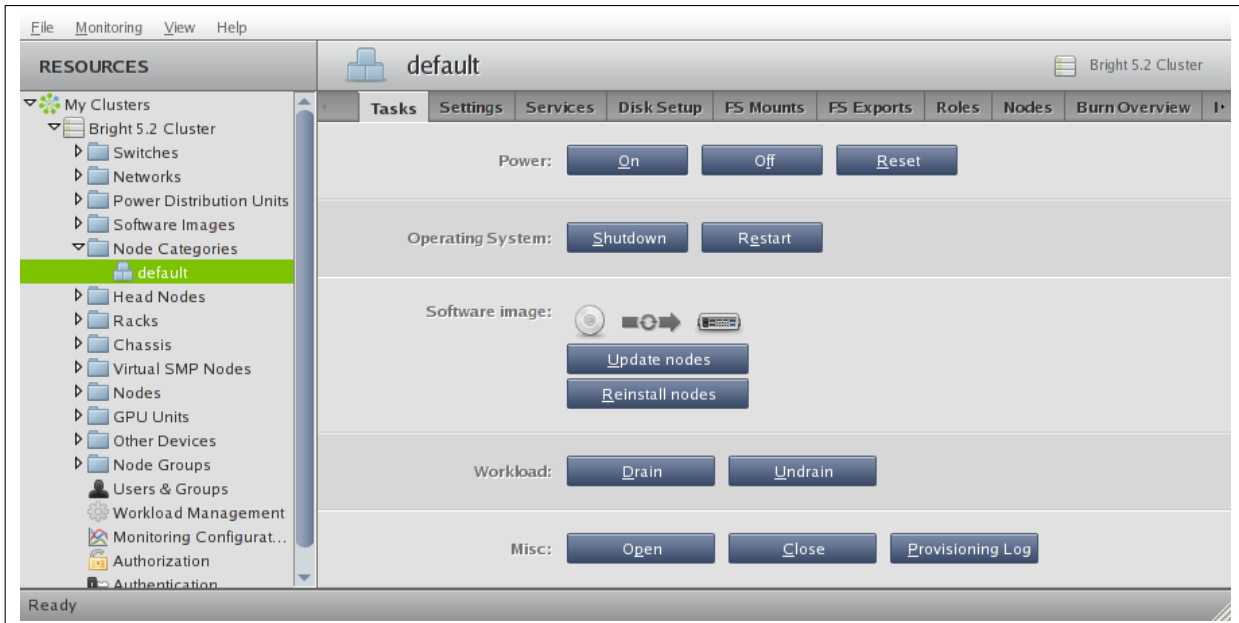 File Monitoring View Help
RESOURCES
My Clusters
Bright 5.2 Cluster
Switches
Networks
Power Distribution Units
Software Images
Node Categories
default
Head Nodes
Racks
Chassis
Virtual SMP Nodes
Nodes
GPU Units
Other Devices
Node Groups
Users & Groups
Workload Management
Monitoring Configurat...
Authorization
Authentication
default
Bright 5.2 Cluster
Tasks Settings Services Disk Setup FS Mounts FS Exports Roles Nodes Burn Overview
Power: On Off Reset
Operating System: Shutdown Restart
Software image:
Update nodes
Reinstall nodes
Workload: Drain Undrain
Misc: Open Close Provisioning Log
Ready